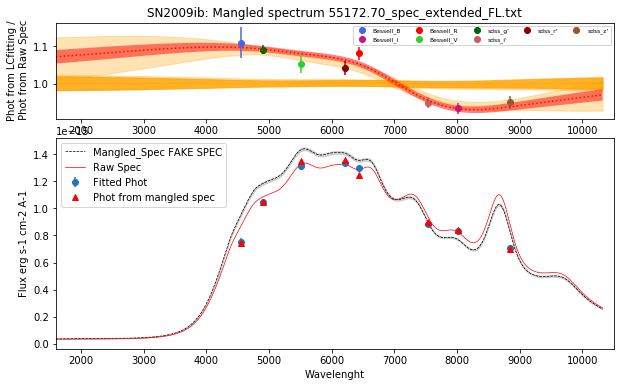 SN2009ib: Mangled spectrum 55172.70_spec_extended_FL.txt
Phot from LCfitting /
Phot from Raw Spec
1.1
1.0
Bessell_B
Bessell_I
Bessell_R
Bessell_V
sdss_g'
sdss_i'
sdss_r'
sdss_z'
2000 3000 4000 5000 6000 7000 8000 9000 10000
Flux erg s-1 cm-2 A-1
1.4
1.2
1.0
0.8
0.6
0.4
0.2
0.0
Mangled_Spec FAKE SPEC
Raw Spec
Fitted Phot
Phot from mangled spec
2000 3000 4000 5000 6000 7000 8000 9000 10000
Wavelenght